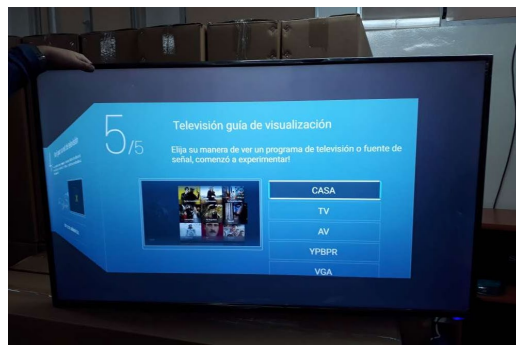 5/5
Televisión guía de visualización
Elija su manera de ver un programa de televisión o fuente de
señal, comenzó a experimentar!
CASA
TV
AV
YPBPR
VGA